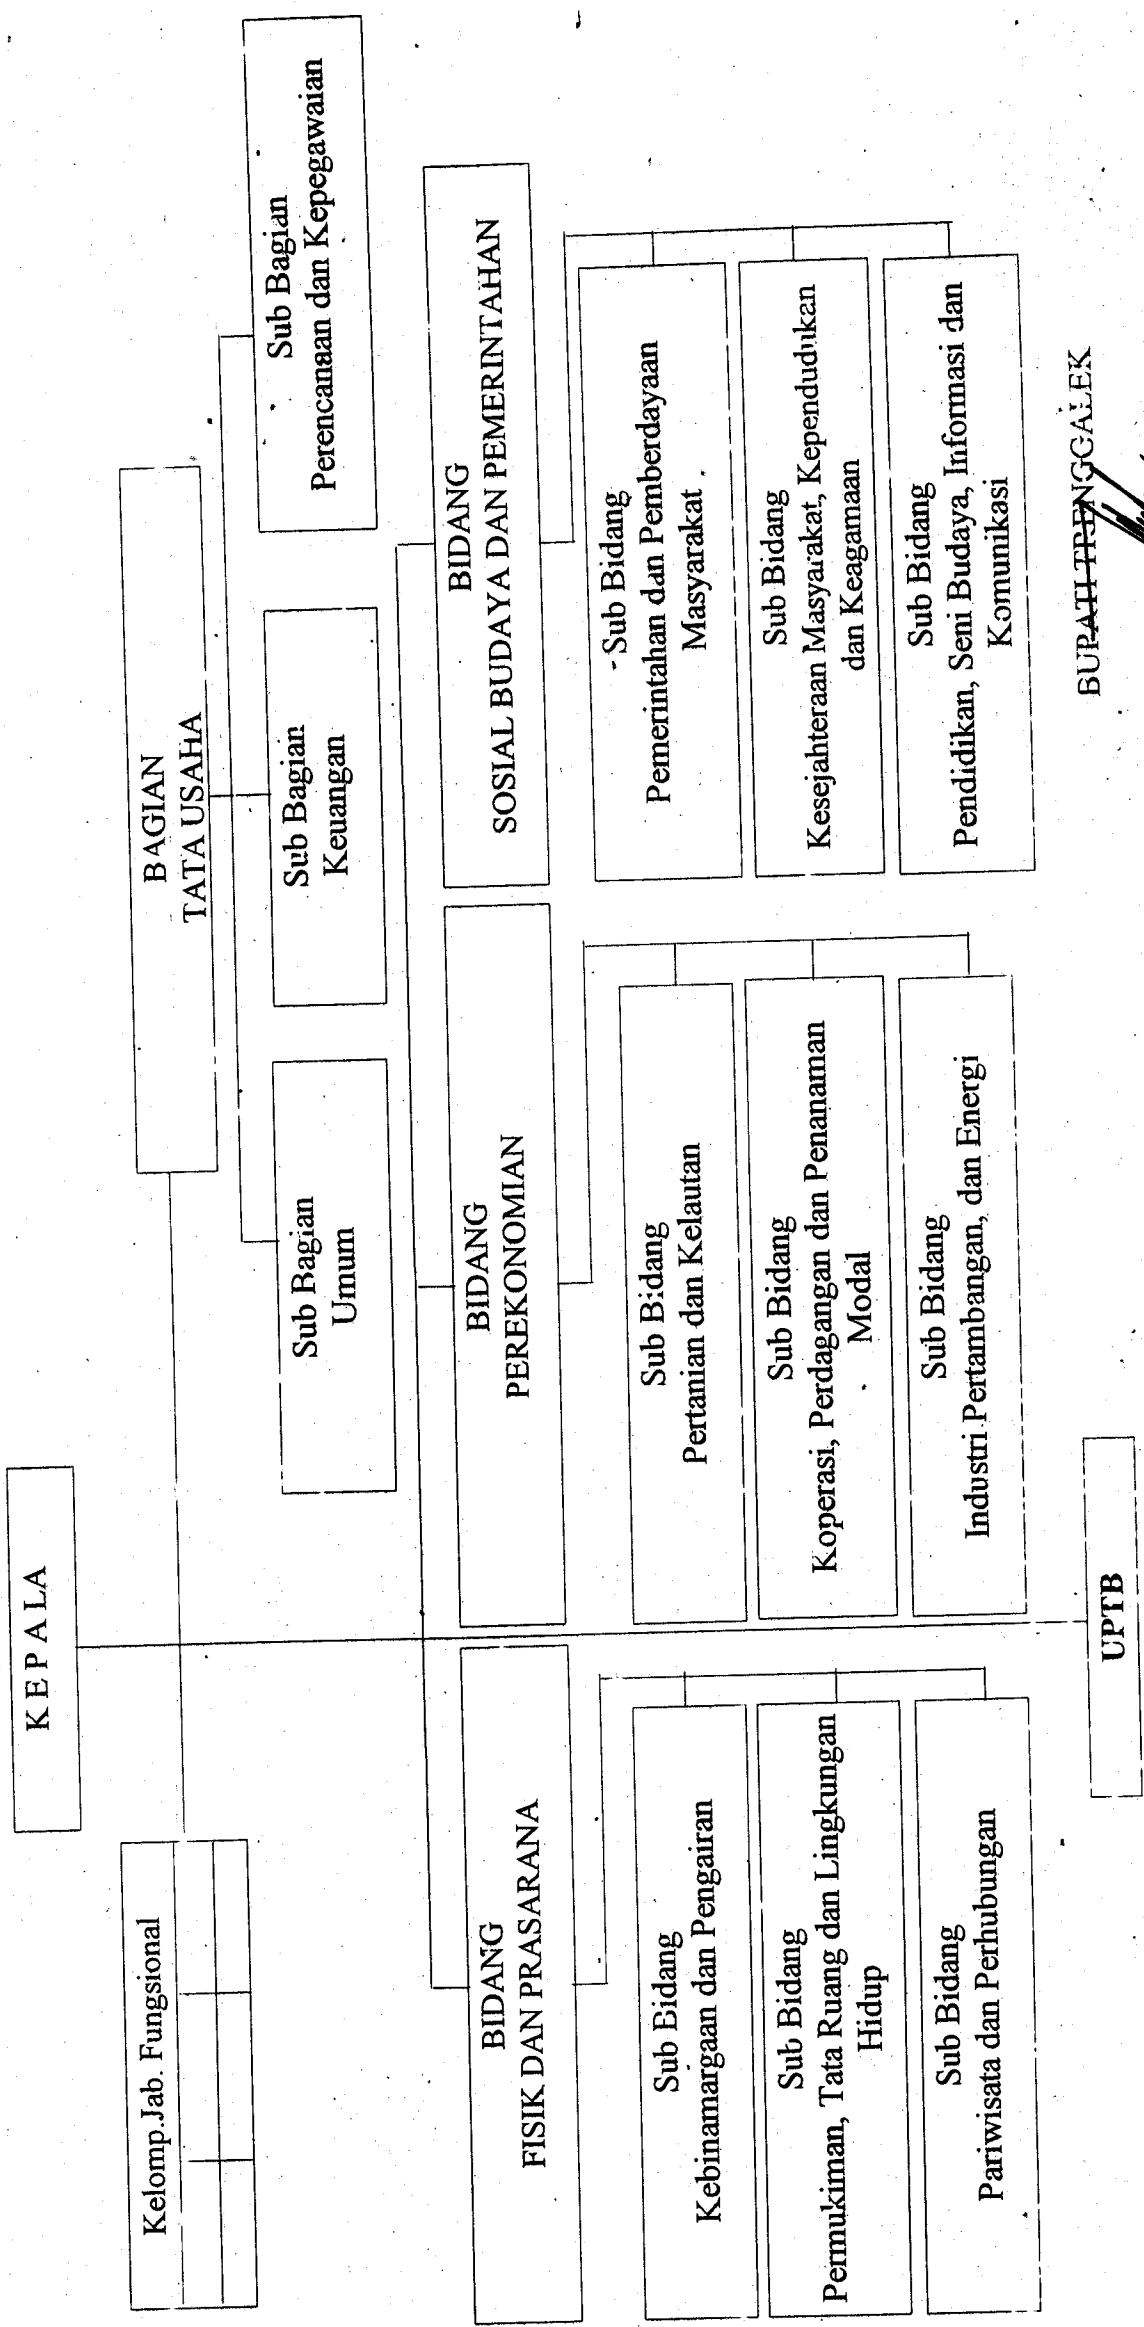 K E P A L A
Kelomp.Jab. Fungsional
BAGIAN
TATA USAHA
Sub Bagian
Umum
Sub Bagian
Keuangan
Sub Bagian
Perencanaan dan Kepegawaian
BIDANG
FISIK DAN PRASARANA
BIDANG
PEREKONOMIAN
BIDANG
SOSIAL BUDAYA DAN PEMERINTAHAN
Sub Bidang
Kebinamargaan dan Pengairan
Sub Bidang
Permukiman, Tata Ruang dan Lingkungan
Hidup
Sub Bidang
Pariwisata dan Perhubungan
Sub Bidang
Pertanian dan Kelautan
Sub Bidang
Koperasi, Perdagangan dan Penanaman
Modal
Sub Bidang
Industri Pertambangan, dan Energi
Sub Bidang
Pemerintahan dan Pemberdayaan
Masyarakat
Sub Bidang
Kesejahteraan Masyarakat, Kependudukan
dan Keagamaan
Sub Bidang
Pendidikan, Seni Budaya, Informasi dan
Komunikasi
UPTB
BUPATI TRENGGALEK